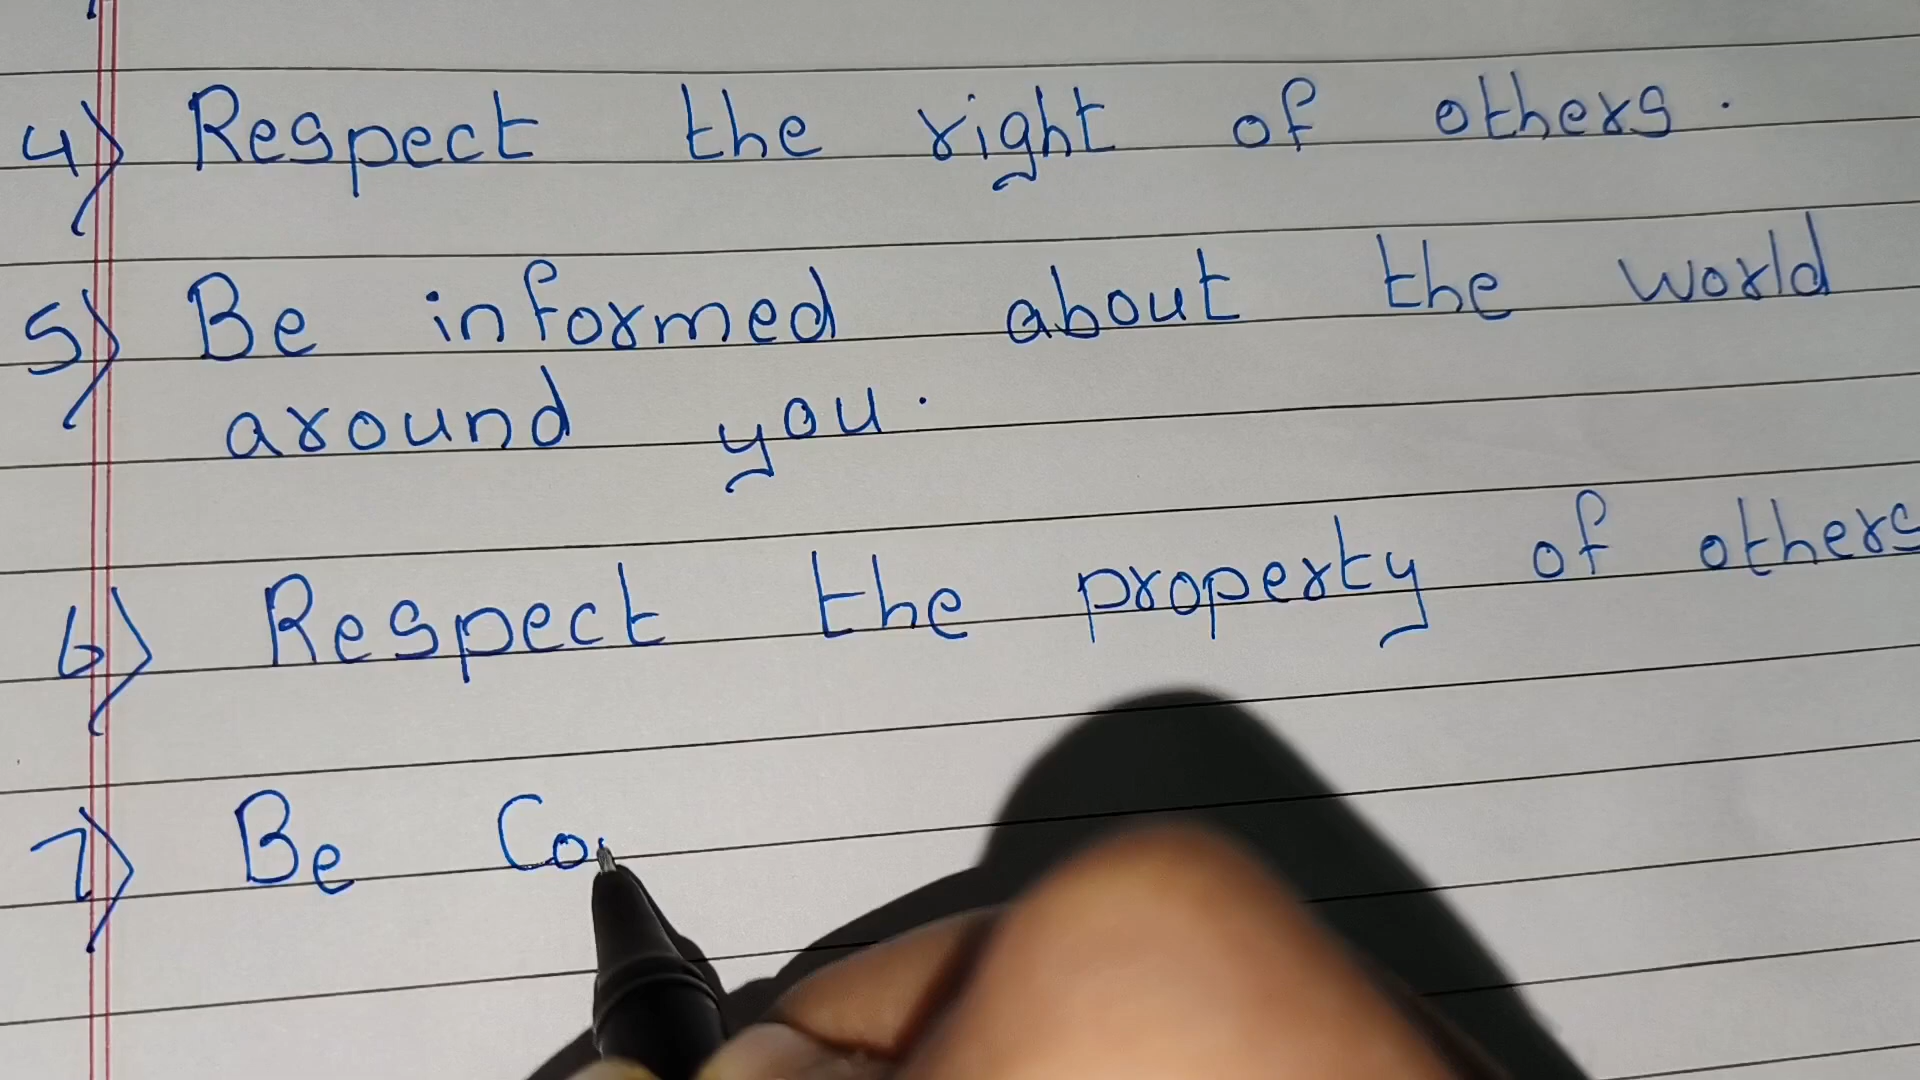 4) Respect the right of others.
5) Be informed about the world
around you.
6) Respect the property of others
7) Be Co